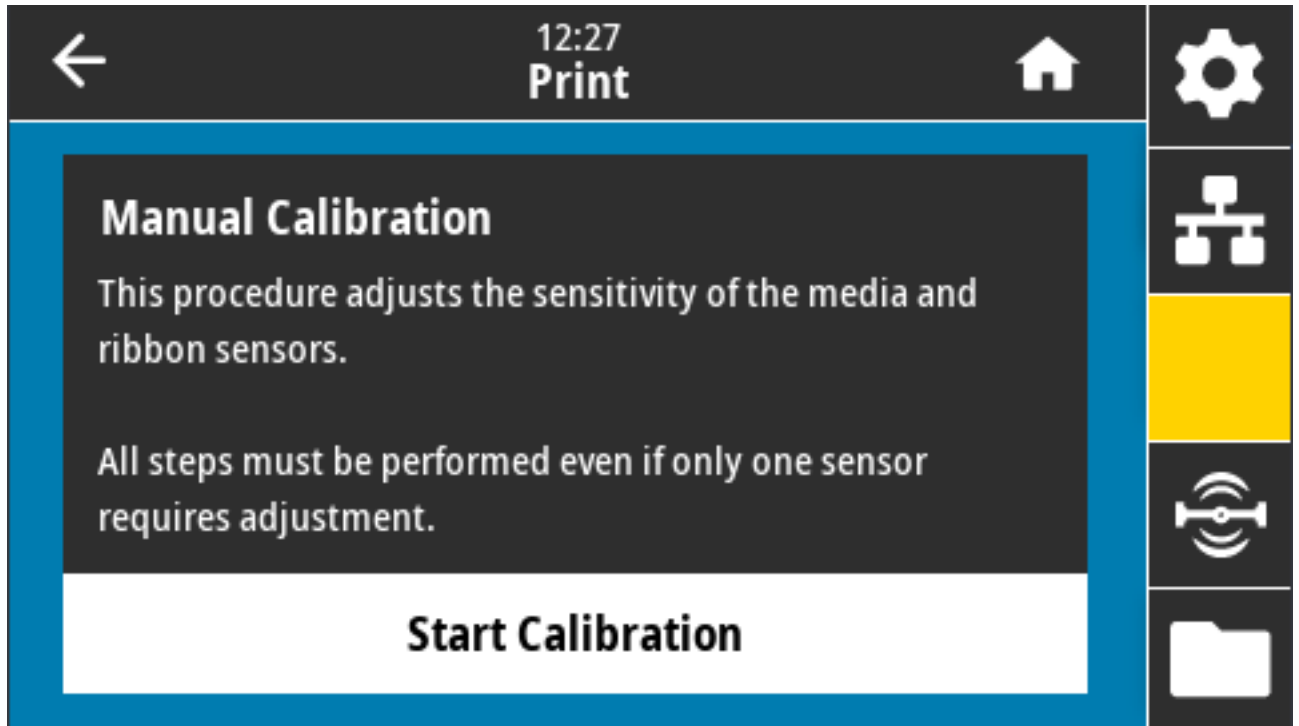 12:27
Print
Manual Calibration
This procedure adjusts the sensitivity of the media and
ribbon sensors.
All steps must be performed even if only one sensor
requires adjustment.
Start Calibration